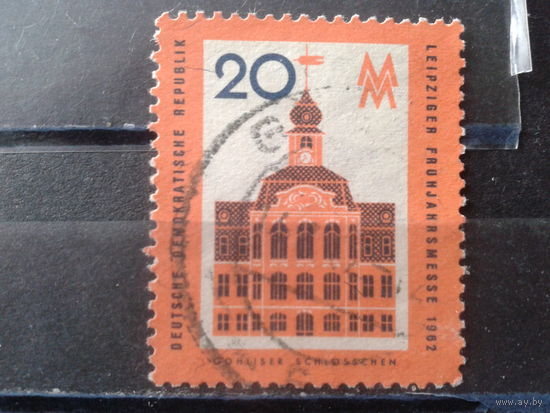 20
MM
DEUTSCHE DEMOKRATISCHE REPUBLIK
LEIPZIGER FRÜHJAHRSMESSE 1962
GOHLISER SCHLÖSSCHEN
www.ay.by